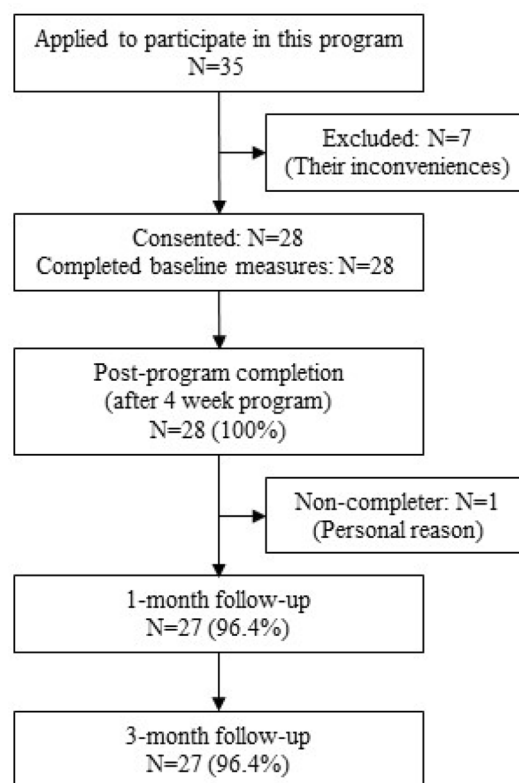 Applied to participate in this program
N=35
Excluded: N=7
(Their inconveniences)
Consented: N=28
Completed baseline measures: N=28
Post-program completion
(after 4 week program)
N=28 (100%)
Non-completer: N=1
(Personal reason)
1-month follow-up
N=27 (96.4%)
3-month follow-up
N=27 (96.4%)